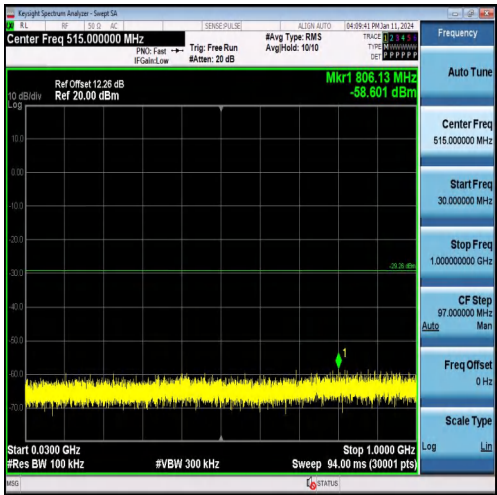 Keysight Spectrum Analyzer - Swept SA
RL RF 50 Ω AC SENSE:PULSE ALIGN AUTO 04:09:41 PM Jan 11, 2024
Center Freq 515.000000 MHz #Avg Type: RMS TRACE 1 2 3 4 5 6
PNO: Fast Trig: Free Run Avg|Hold: 10/10 TYPE M W W W W W
IFGain:Low #Atten: 20 dB DET P P P P P P
Ref Offset 12.26 dB Mkr1 806.13 MHz
10 dB/div Ref 20.00 dBm -58.601 dBm
Log
10.0
0.00
-10.0
-20.0
-29.26 dBm
-30.0
-40.0
-50.0
1
-60.0
-70.0
Start 0.0300 GHz Stop 1.0000 GHz
#Res BW 100 kHz #VBW 300 kHz Sweep 94.00 ms (30001 pts)
MSG STATUS
Frequency
Auto Tune
Center Freq
515.000000 MHz
Start Freq
30.000000 MHz
Stop Freq
1.000000000 GHz
CF Step
97.000000 MHz
Auto Man
Freq Offset
0 Hz
Scale Type
Log Lin